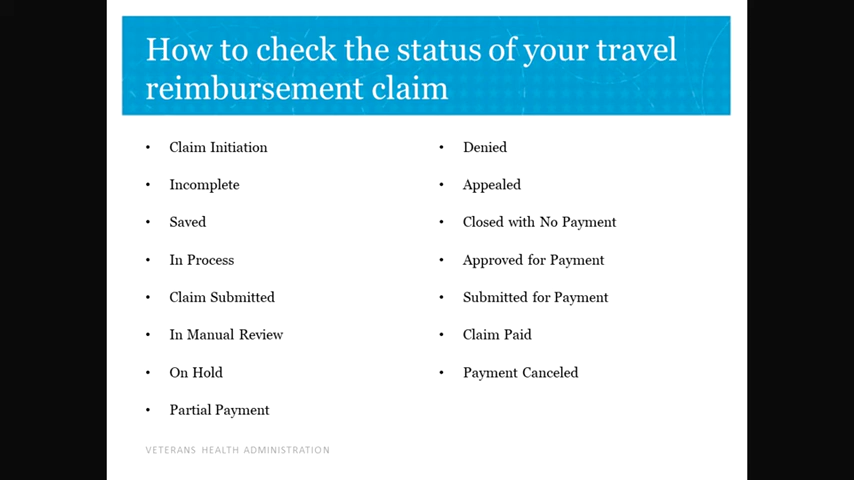 How to check the status of your travel
reimbursement claim
• Claim Initiation
• Incomplete
• Saved
• In Process
• Claim Submitted
• In Manual Review
• On Hold
• Partial Payment
• Denied
• Appealed
• Closed with No Payment
• Approved for Payment
• Submitted for Payment
• Claim Paid
• Payment Canceled
VETERANS HEALTH ADMINISTRATION